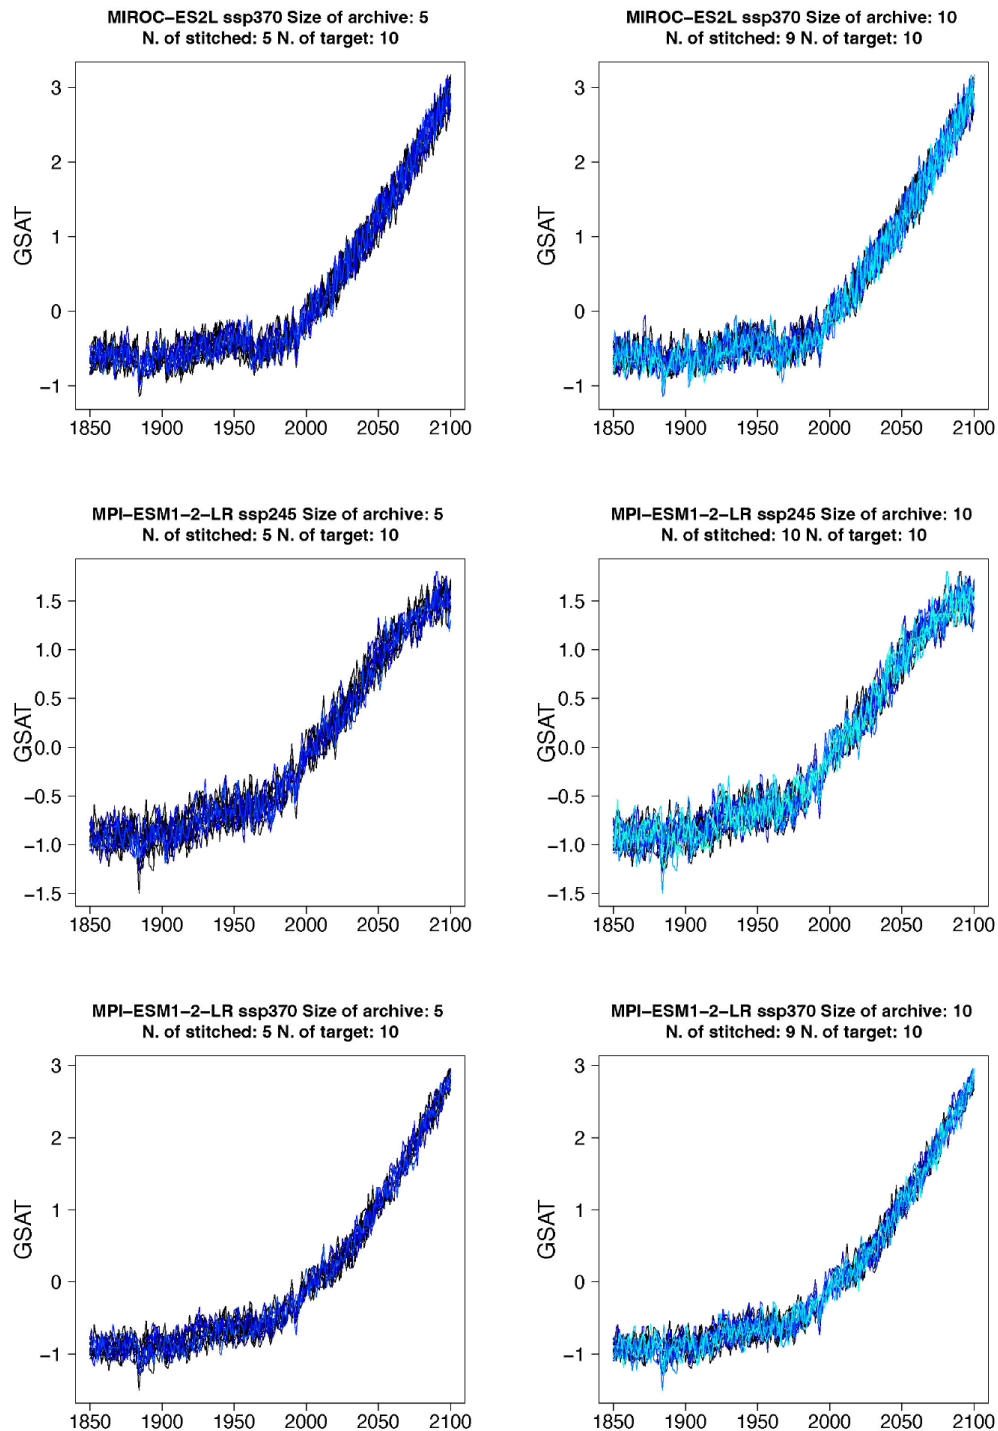 MIROC–ES2L ssp370 Size of archive: 5
N. of stitched: 5 N. of target: 10
3
2
1
0
−1
GSAT
1850 1900 1950 2000 2050 2100
MIROC–ES2L ssp370 Size of archive: 10
N. of stitched: 9 N. of target: 10
3
2
1
0
−1
GSAT
1850 1900 1950 2000 2050 2100
MPI–ESM1–2–LR ssp245 Size of archive: 5
N. of stitched: 5 N. of target: 10
1.5
1.0
0.5
0.0
−0.5
−1.0
−1.5
GSAT
1850 1900 1950 2000 2050 2100
MPI–ESM1–2–LR ssp245 Size of archive: 10
N. of stitched: 10 N. of target: 10
1.5
1.0
0.5
0.0
−0.5
−1.0
−1.5
GSAT
1850 1900 1950 2000 2050 2100
MPI–ESM1–2–LR ssp370 Size of archive: 5
N. of stitched: 5 N. of target: 10
3
2
1
0
−1
GSAT
1850 1900 1950 2000 2050 2100
MPI–ESM1–2–LR ssp370 Size of archive: 10
N. of stitched: 9 N. of target: 10
3
2
1
0
−1
GSAT
1850 1900 1950 2000 2050 2100